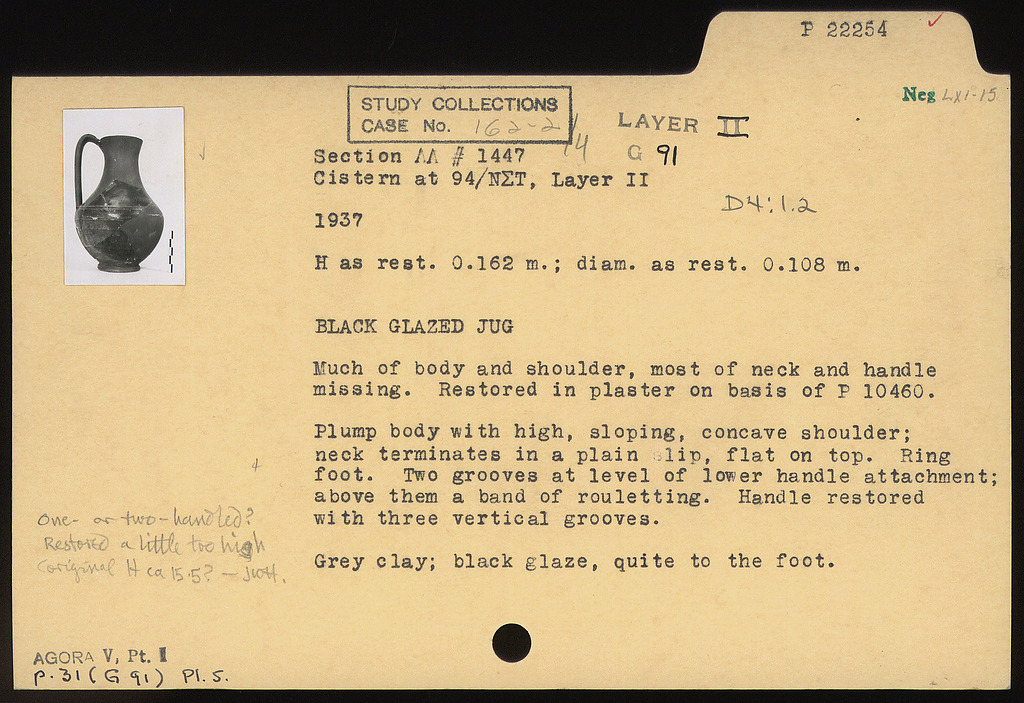 P 22254
Neg LXI-15
STUDY COLLECTIONS
CASE No. 162-2/14
LAYER II
G 91
Section ΛΛ # 1447
Cistern at 94/ΝΣΤ, Layer II
D4:1.2
1937
H as rest. 0.162 m.; diam. as rest. 0.108 m.
BLACK GLAZED JUG
Much of body and shoulder, most of neck and handle
missing. Restored in plaster on basis of P 10460.
Plump body with high, sloping, concave shoulder;
neck terminates in a plain lip, flat on top. Ring
foot. Two grooves at level of lower handle attachment;
above them a band of rouletting. Handle restored
with three vertical grooves.
Grey clay; black glaze, quite to the foot.
One- or two-handled?
Restored a little too high
(original H ca 15.5? — JWH.
AGORA V, Pt. I
p. 31 (G 91) Pl. 5.